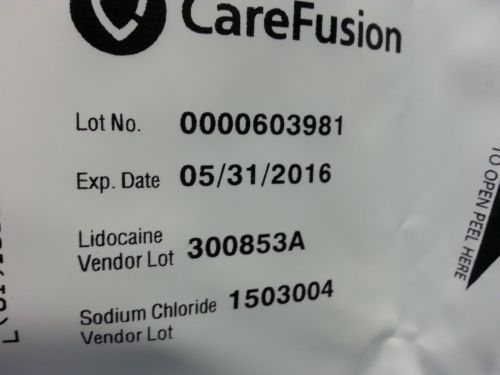 CareFusion
Lot No. 0000603981
Exp. Date 05/31/2016
Lidocaine
Vendor Lot 300853A
Sodium Chloride 1503004
Vendor Lot
TO OPEN PEEL HERE